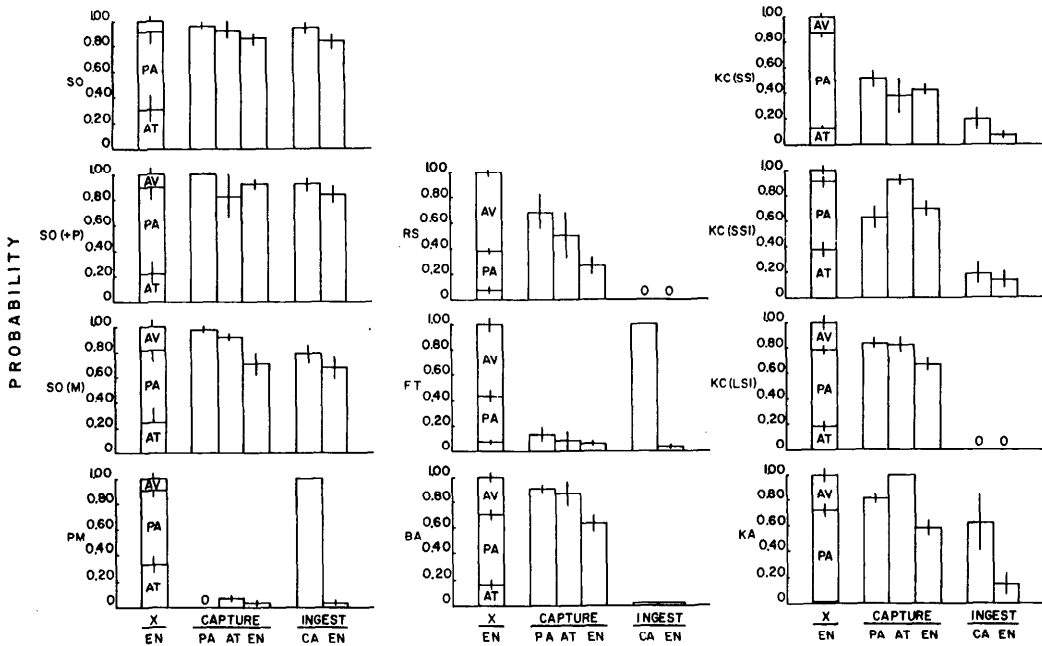 PROBABILITY
SO
1.00
0.80
0.60
0.40
0.20
0
PA
AT
SO (+P)
1.00
0.80
0.60
0.40
0.20
0
AV
PA
AT
SO (M)
1.00
0.80
0.60
0.40
0.20
0
AV
PA
AT
PM
1.00
0.80
0.60
0.40
0.20
0
AV
PA
AT
0
X CAPTURE INGEST
EN PA AT EN CA EN
RS
1.00
0.80
0.60
0.40
0.20
0
AV
PA
0 0
FT
1.00
0.80
0.60
0.40
0.20
0
AV
PA
BA
1.00
0.80
0.60
0.40
0.20
0
AV
PA
AT
X CAPTURE INGEST
EN PA AT EN CA EN
KC (SS)
1.00
0.80
0.60
0.40
0.20
0
AV
PA
AT
KC (SSI)
1.00
0.80
0.60
0.40
0.20
0
PA
AT
KC (LSI)
1.00
0.80
0.60
0.40
0.20
0
AV
PA
AT
0 0
KA
1.00
0.80
0.60
0.40
0.20
0
AV
PA
X CAPTURE INGEST
EN PA AT EN CA EN